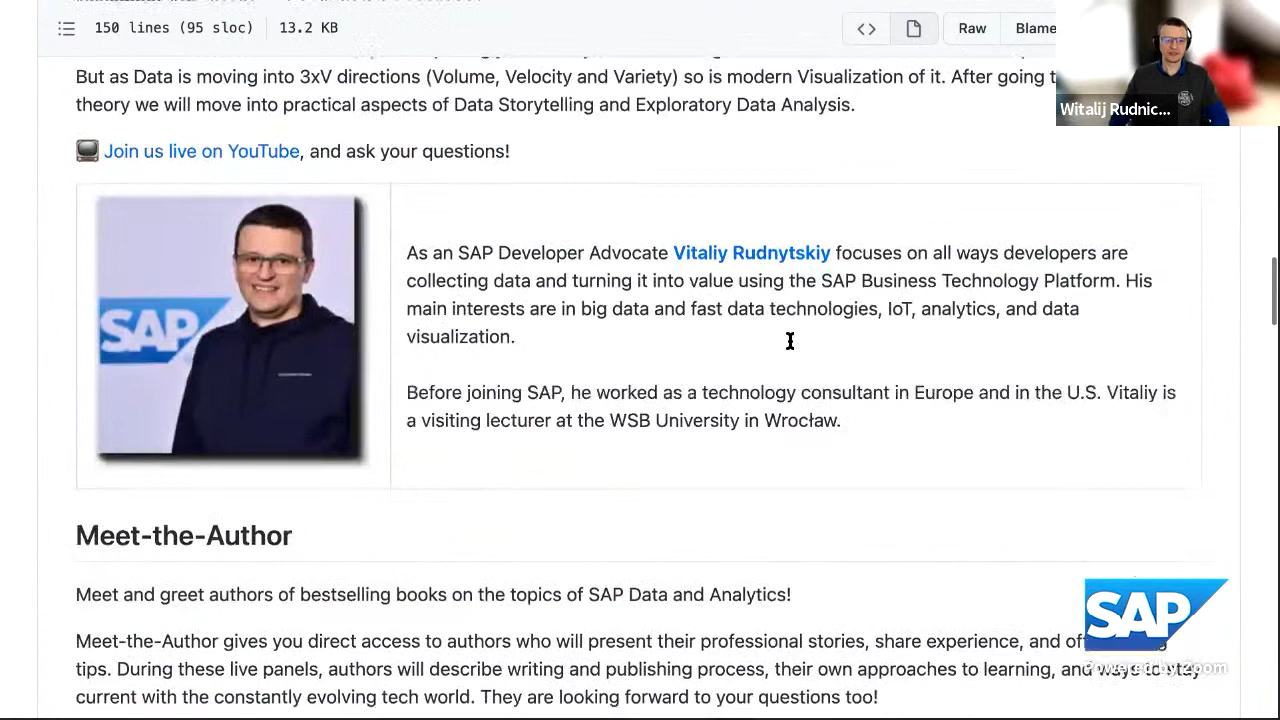 150 lines (95 sloc) 13.2 KB
Raw Blame
But as Data is moving into 3xV directions (Volume, Velocity and Variety) so is modern Visualization of it. After going
theory we will move into practical aspects of Data Storytelling and Exploratory Data Analysis.
Witalij Rudnic...
Join us live on YouTube, and ask your questions!
SAP
As an SAP Developer Advocate Vitaliy Rudnytskiy focuses on all ways developers are
collecting data and turning it into value using the SAP Business Technology Platform. His
main interests are in big data and fast data technologies, IoT, analytics, and data
visualization.
Before joining SAP, he worked as a technology consultant in Europe and in the U.S. Vitaliy is
a visiting lecturer at the WSB University in Wrocław.
Meet-the-Author
Meet and greet authors of bestselling books on the topics of SAP Data and Analytics!
SAP
Meet-the-Author gives you direct access to authors who will present their professional stories, share experience, and
tips. During these live panels, authors will describe writing and publishing process, their own approaches to learning, and ways to stay
Powered by Zoom
current with the constantly evolving tech world. They are looking forward to your questions too!